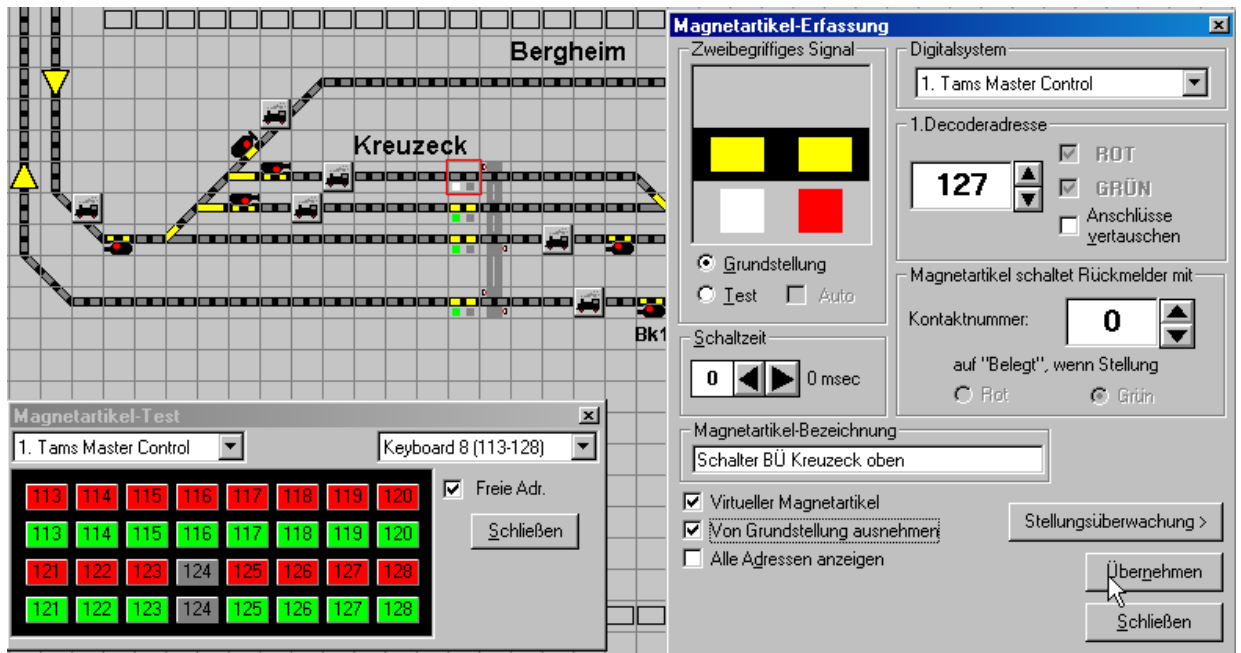 Bergheim
Kreuzeck
Bk1
Magnetartikel-Test
1. Tams Master Control
Keyboard 8 (113-128)
113 114 115 116 117 118 119 120
113 114 115 116 117 118 119 120
121 122 123 124 125 126 127 128
121 122 123 124 125 126 127 128
Freie Adr.
Schließen
Magnetartikel-Erfassung
Zweibegriffiges Signal
Grundstellung
Test
Auto
Schaltzeit
0
0 msec
Digitalsystem
1. Tams Master Control
1.Decoderadresse
127
ROT
GRÜN
Anschlüsse
vertauschen
Magnetartikel schaltet Rückmelder mit
Kontaktnummer:
0
auf "Belegt", wenn Stellung
Rot
Grün
Magnetartikel-Bezeichnung
Schalter BÜ Kreuzeck oben
Virtueller Magnetartikel
Von Grundstellung ausnehmen
Alle Adressen anzeigen
Stellungsüberwachung >
Übernehmen
Schließen